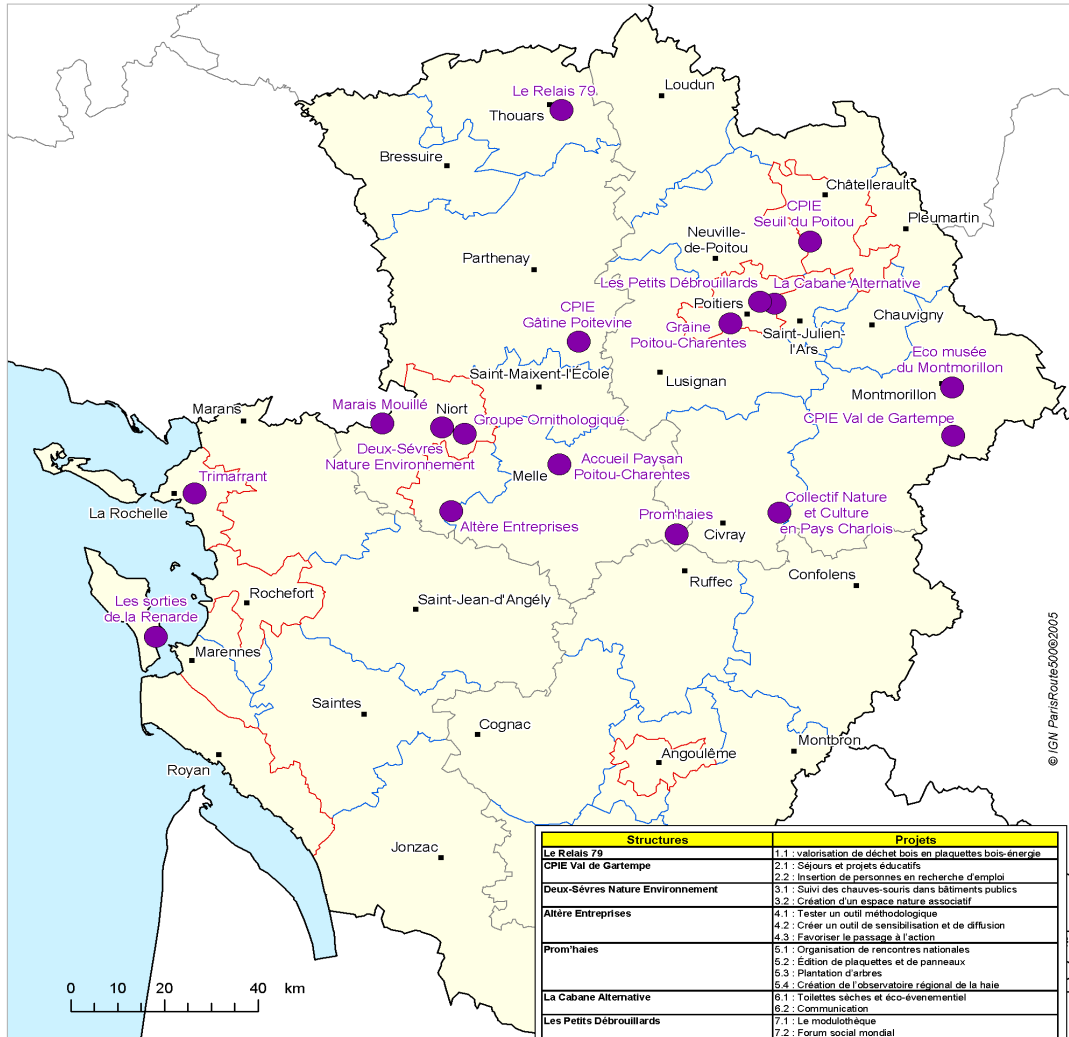 Loudun
Le Relais 79
Thouars
Bressuire
Châtellerault
CPIE
Seuil du Poitou
Pleumartin
Neuville-
de-Poitou
Parthenay
Les Petits Débrouillards
La Cabane Alternative
Poitiers
CPIE
Gâtine Poitevine
Graine
Poitou-Charentes
Saint-Julien-
l'Ars
Chauvigny
Eco musée
du Montmorillon
Saint-Maixent-l'École
Lusignan
Montmorillon
Marans
Marais Mouillé
Niort
Groupe Ornithologique
CPIE Val de Gartempe
Deux-Sévres
Nature Environnement
Melle
Accueil Paysan
Poitou-Charentes
Trimarrant
La Rochelle
Altère Entreprises
Prom'haies
Civray
Collectif Nature
et Culture
en Pays Charlois
Ruffec
Confolens
Rochefort
Saint-Jean-d'Angély
Les sorties
de la Renarde
Marennes
Saintes
Cognac
Angoulême
Montbron
Royan
Jonzac
© IGN ParisRoute500®2005
0 10 20 40 km
Structures Projets
Le Relais 79 1.1 : valorisation de déchet bois en plaquettes bois-énergie
CPIE Val de Gartempe 2.1 : Séjours et projets éducatifs
2.2 : Insertion de personnes en recherche d'emploi
Deux-Sévres Nature Environnement 3.1 : Suivi des chauves-souris dans bâtiments publics
3.2 : Création d'un espace nature associatif
Altère Entreprises 4.1 : Tester un outil méthodologique
4.2 : Créer un outil de sensibilisation et de diffusion
4.3 : Favoriser le passage à l'action
Prom'haies 5.1 : Organisation de rencontres nationales
5.2 : Édition de plaquettes et de panneaux
5.3 : Plantation d'arbres
5.4 : Création de l'observatoire régional de la haie
La Cabane Alternative 6.1 : Toilettes sèches et éco-évenementiel
6.2 : Communication
Les Petits Débrouillards 7.1 : Le modulothèque
7.2 : Forum social mondial